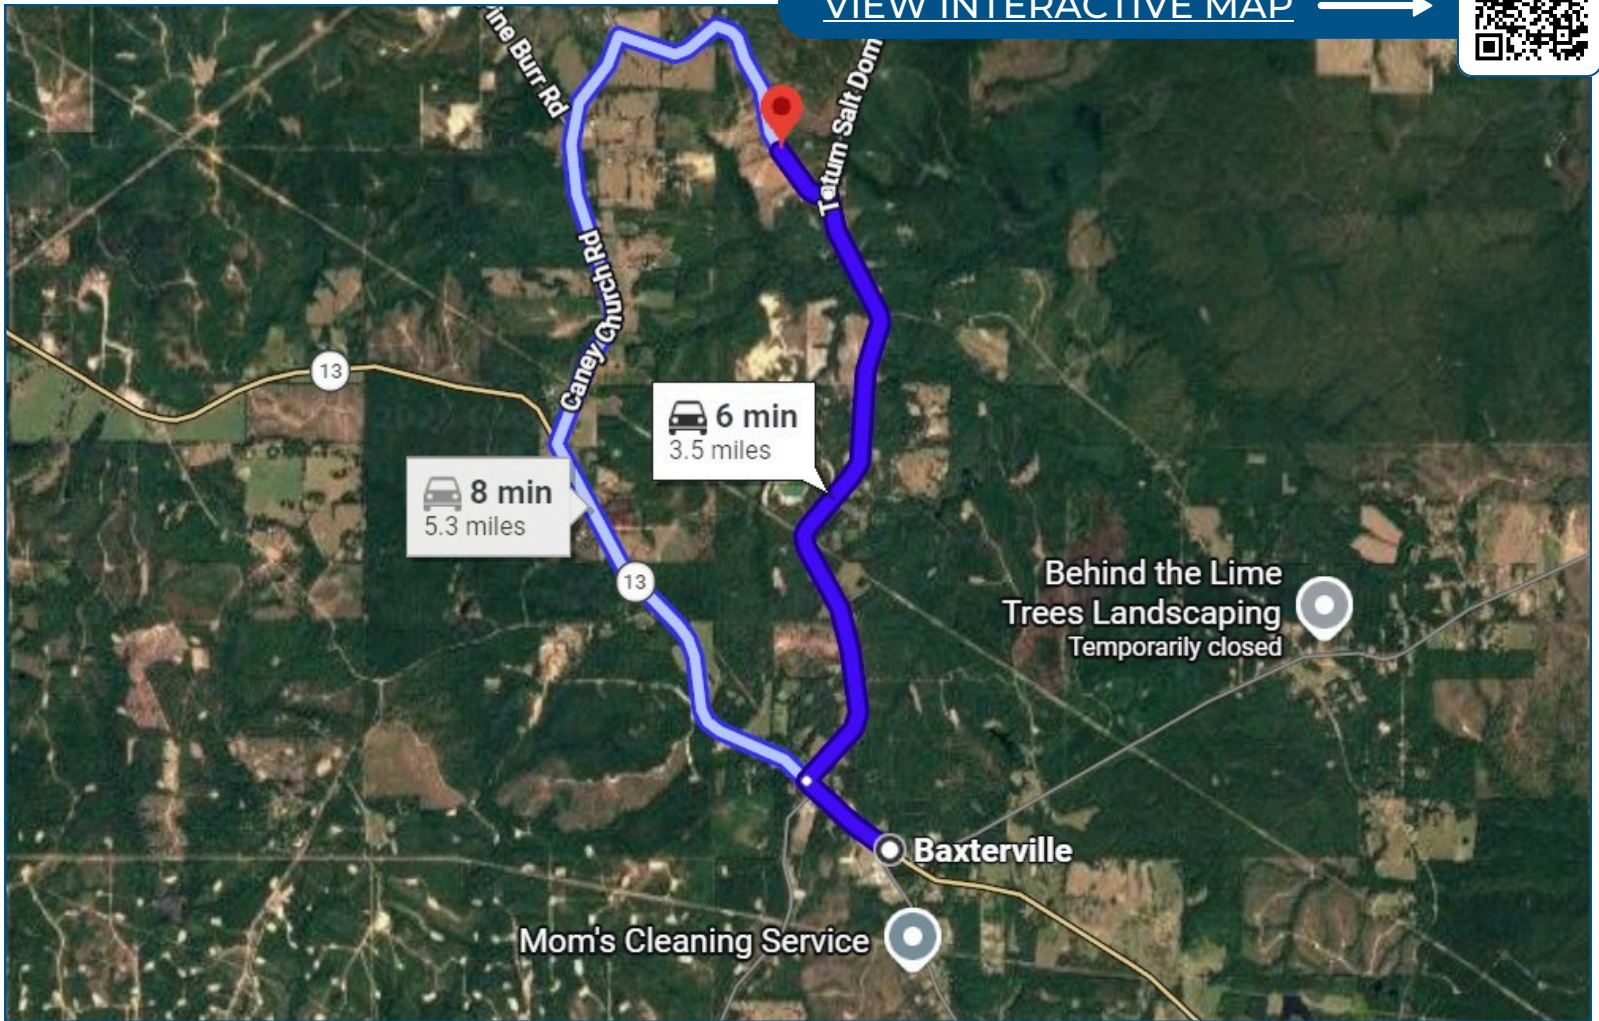 VIEW INTERACTIVE MAP
Pine Burr Rd
Tatum Salt Dom
Caney Church Rd
13
6 min
3.5 miles
8 min
5.3 miles
13
Behind the Lime
Trees Landscaping
Temporarily closed
Baxterville
Mom's Cleaning Service